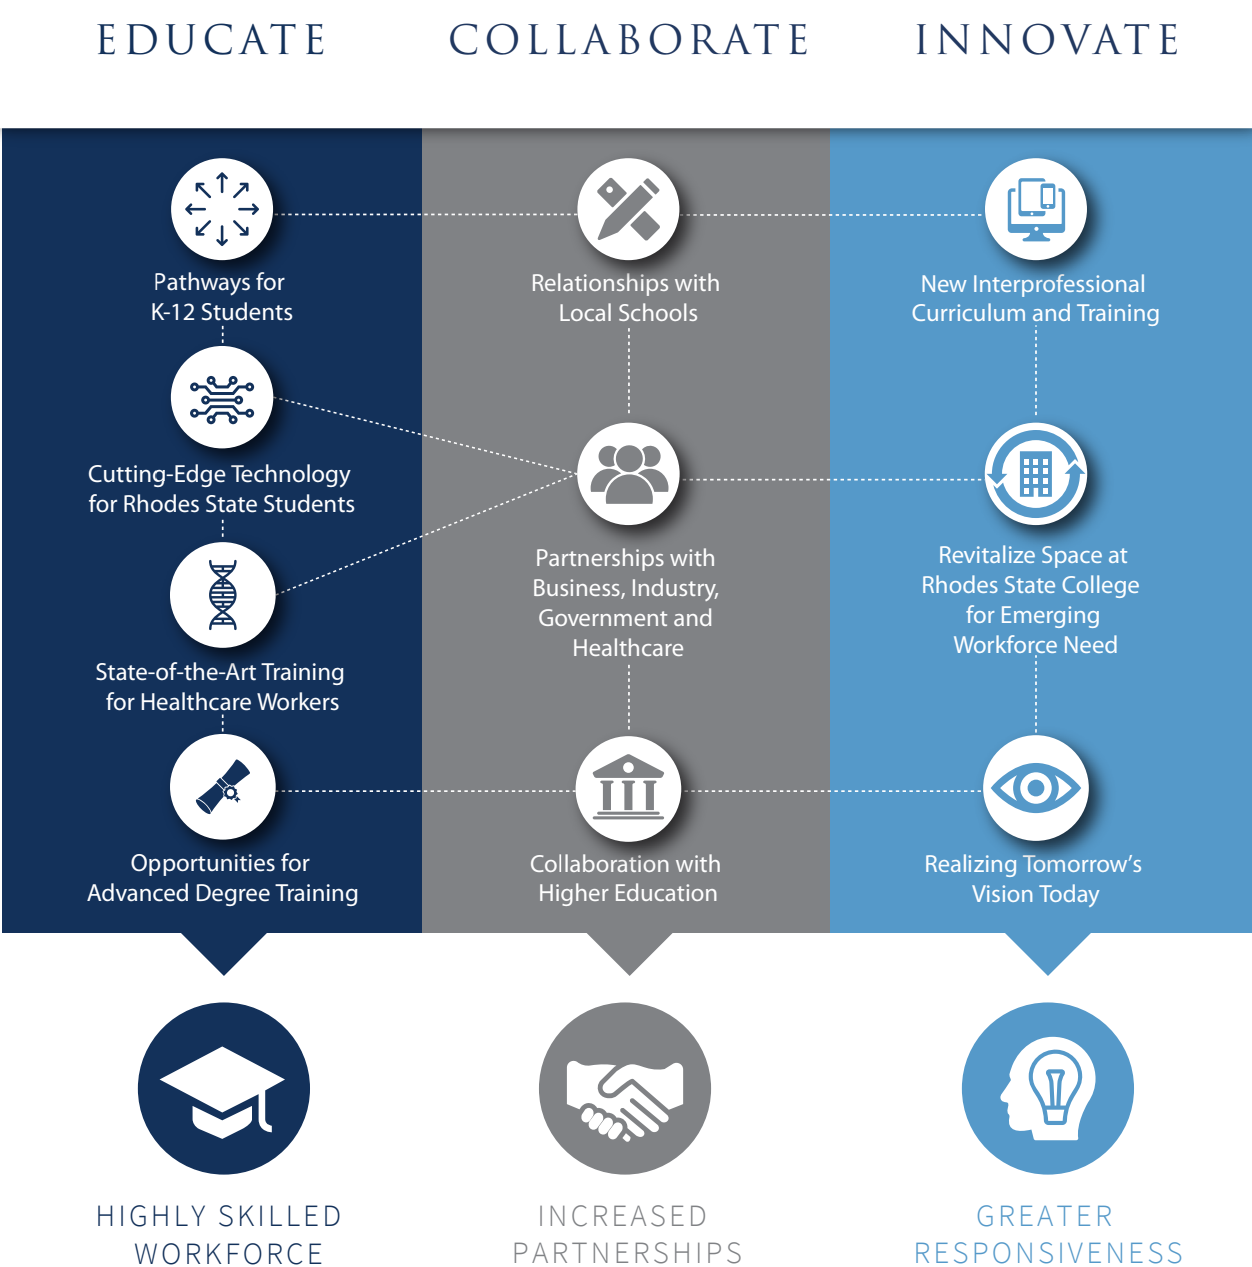 EDUCATE
COLLABORATE
INNOVATE
Pathways for
K-12 Students
Cutting-Edge Technology
for Rhodes State Students
State-of-the-Art Training
for Healthcare Workers
Opportunities for
Advanced Degree Training
Relationships with
Local Schools
Partnerships with
Business, Industry,
Government and
Healthcare
Collaboration with
Higher Education
New Interprofessional
Curriculum and Training
Revitalize Space at
Rhodes State College
for Emerging
Workforce Need
Realizing Tomorrow’s
Vision Today
HIGHLY SKILLED
WORKFORCE
INCREASED
PARTNERSHIPS
GREATER
RESPONSIVENESS